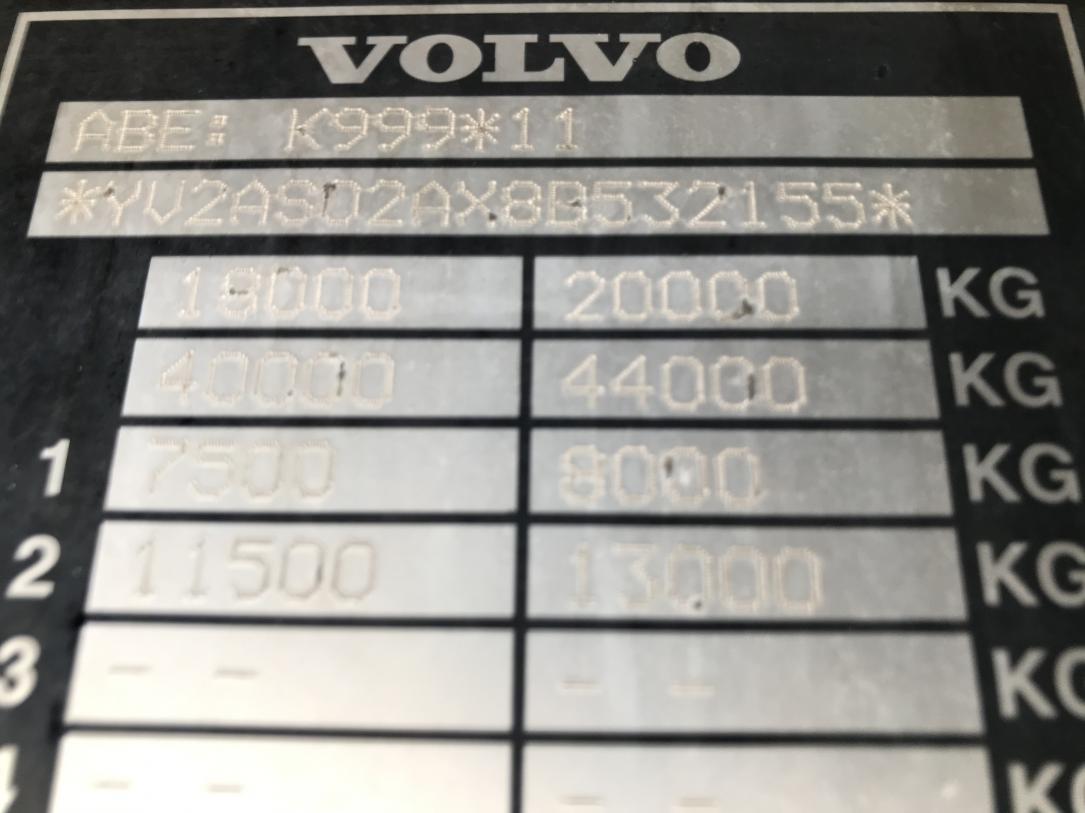 VOLVO
ABE: K999*11
*YV2AS02AX8B532155*
18000 20000 KG
40000 44000 KG
1 7500 8000 KG
2 11500 13000 KG
3 - - - - KG
- - - - KG